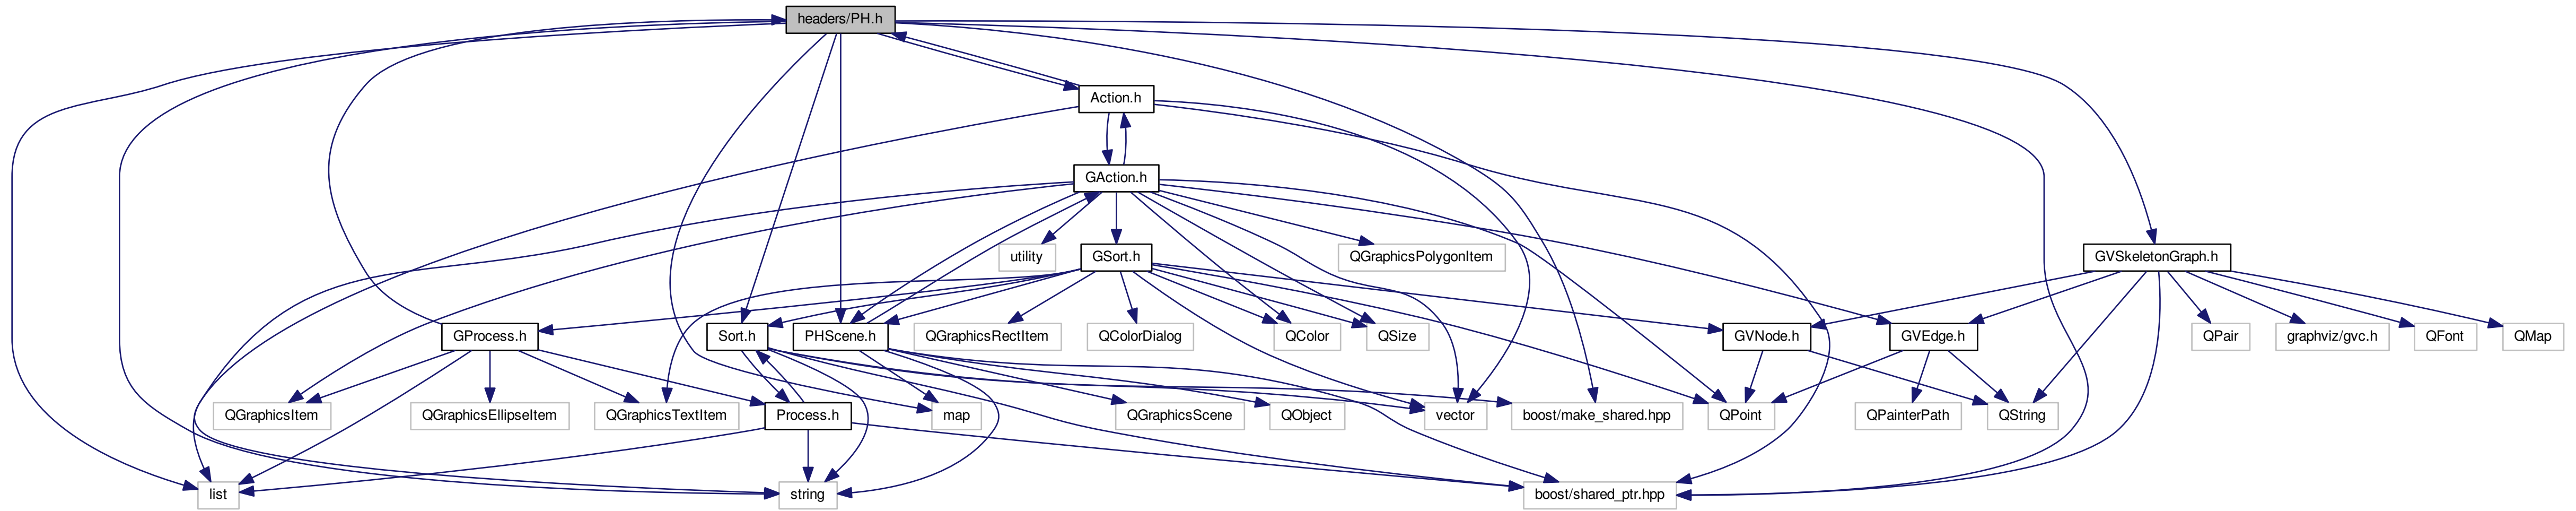 headers/PH.h
Action.h
GAction.h
utility
GSort.h
QGraphicsPolygonItem
GVSkeletonGraph.h
GProcess.h
Sort.h
PHScene.h
QGraphicsRectItem
QColorDialog
QColor
QSize
GVNode.h
GVEdge.h
QPair
graphviz/gvc.h
QFont
QMap
QGraphicsItem
QGraphicsEllipseItem
QGraphicsTextItem
Process.h
map
QGraphicsScene
QObject
vector
boost/make_shared.hpp
QPoint
QPainterPath
QString
list
string
boost/shared_ptr.hpp